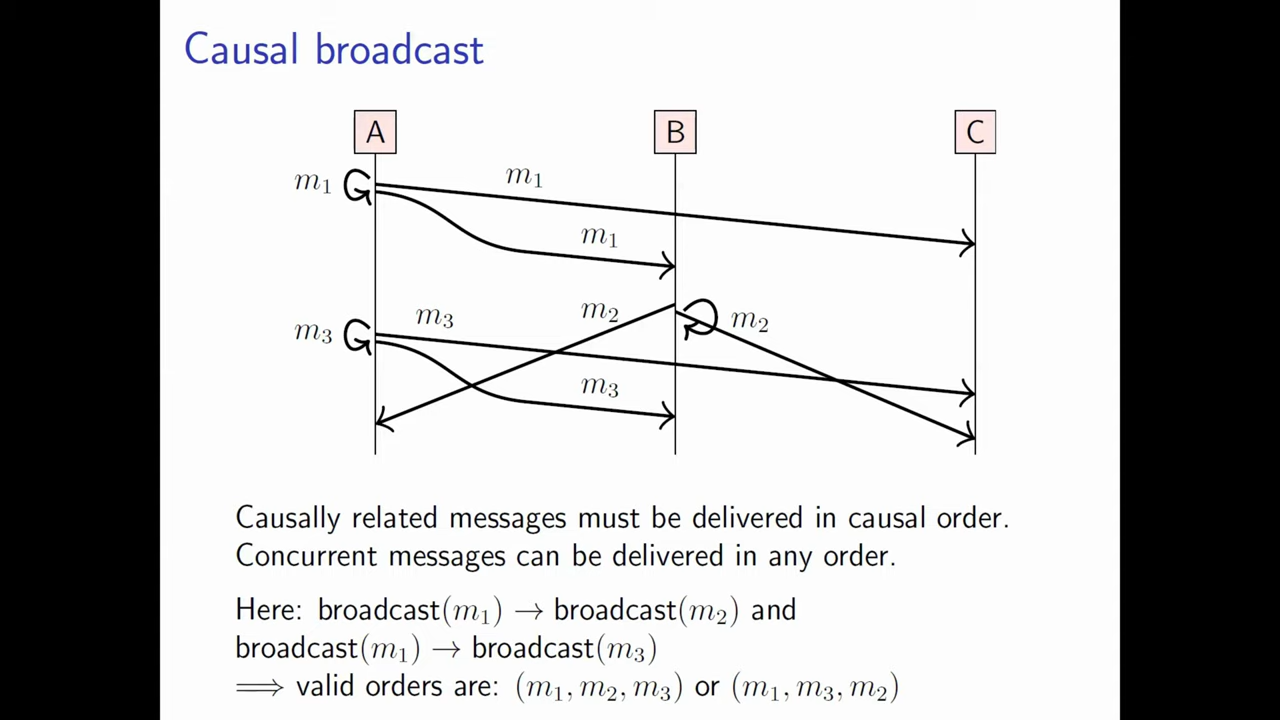 Causal broadcast
A
B
C
m₁
m₁
m₁
m₂
m₂
m₃
m₃
m₃
Causally related messages must be delivered in causal order.
Concurrent messages can be delivered in any order.
Here: broadcast(m₁) → broadcast(m₂) and
broadcast(m₁) → broadcast(m₃)
⟹ valid orders are: (m₁, m₂, m₃) or (m₁, m₃, m₂)